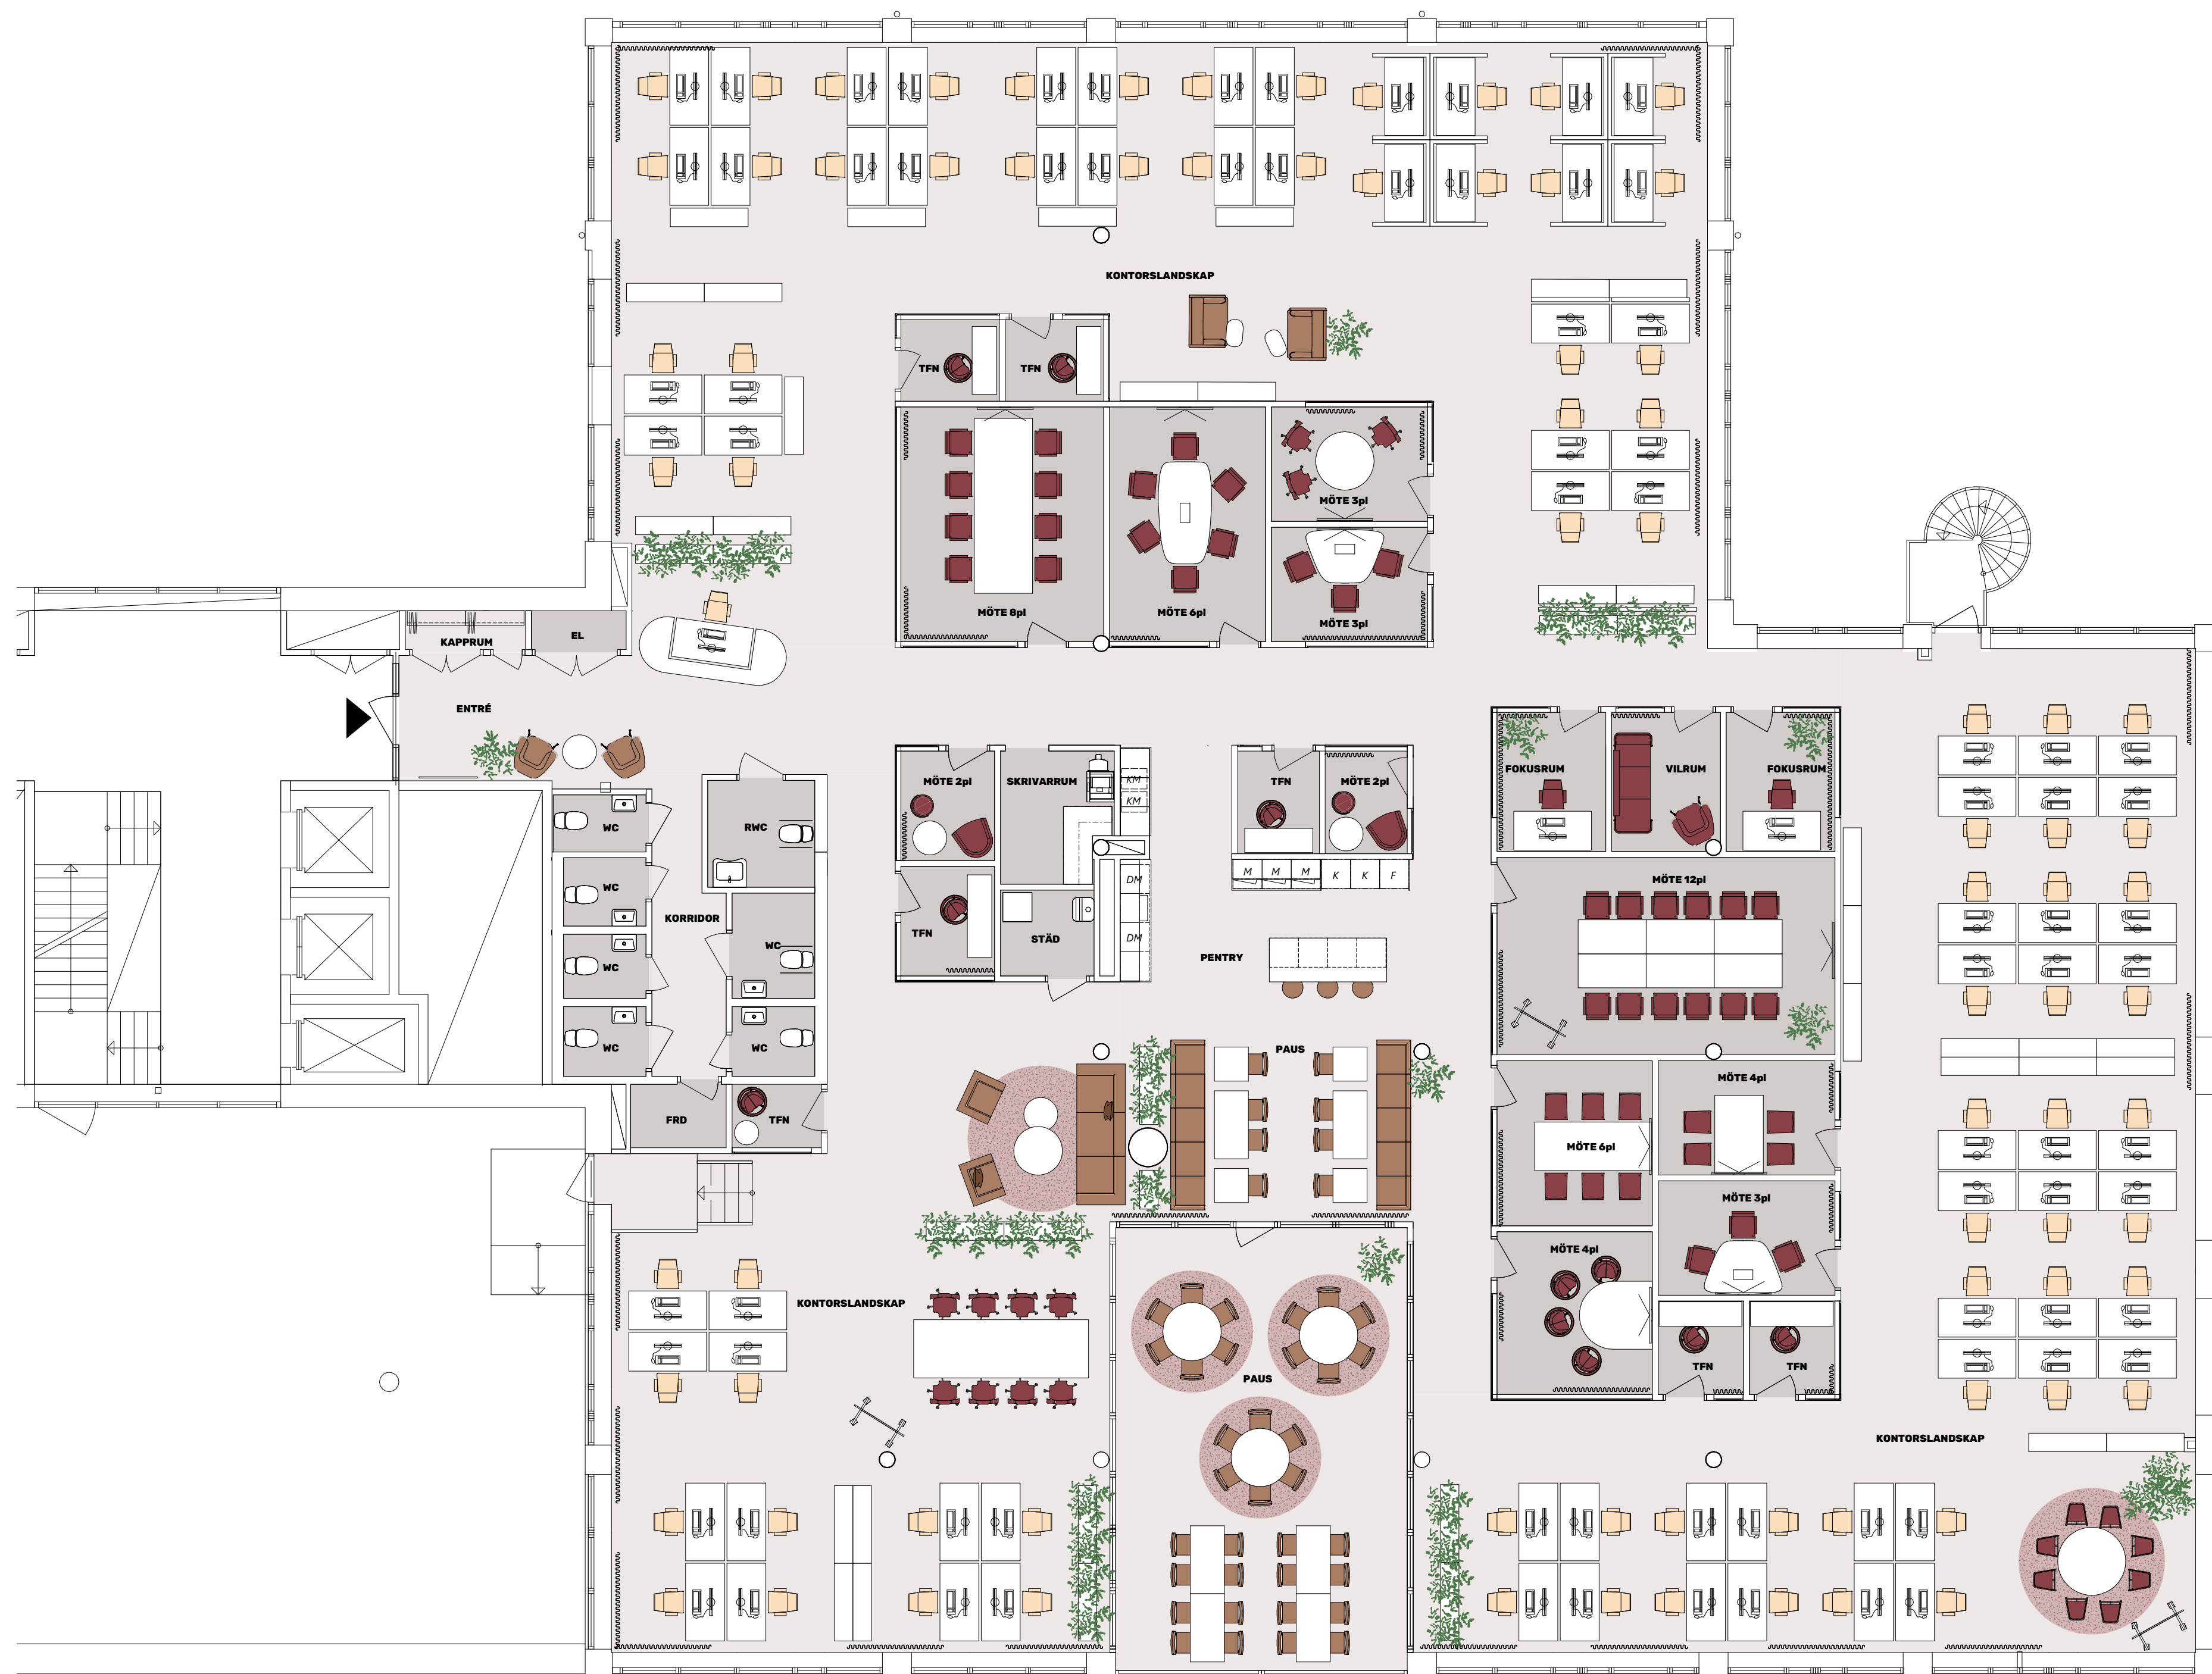 KONTORSLANDSKAP
TFN
TFN
MÖTE 3pl
MÖTE 8pl
MÖTE 6pl
MÖTE 3pl
KAPPRUM
EL
ENTRÉ
MÖTE 2pl
SKRIVARRUM
KM
KM
TFN
MÖTE 2pl
FOKUSRUM
VILRUM
FOKUSRUM
WC
RWC
WC
KORRIDOR
WC
WC
WC
WC
TFN
STÄD
DM
DM
M
M
M
K
K
F
PENTRY
MÖTE 12pl
PAUS
FRD
TFN
MÖTE 4pl
MÖTE 6pl
MÖTE 3pl
MÖTE 4pl
KONTORSLANDSKAP
PAUS
TFN
TFN
KONTORSLANDSKAP